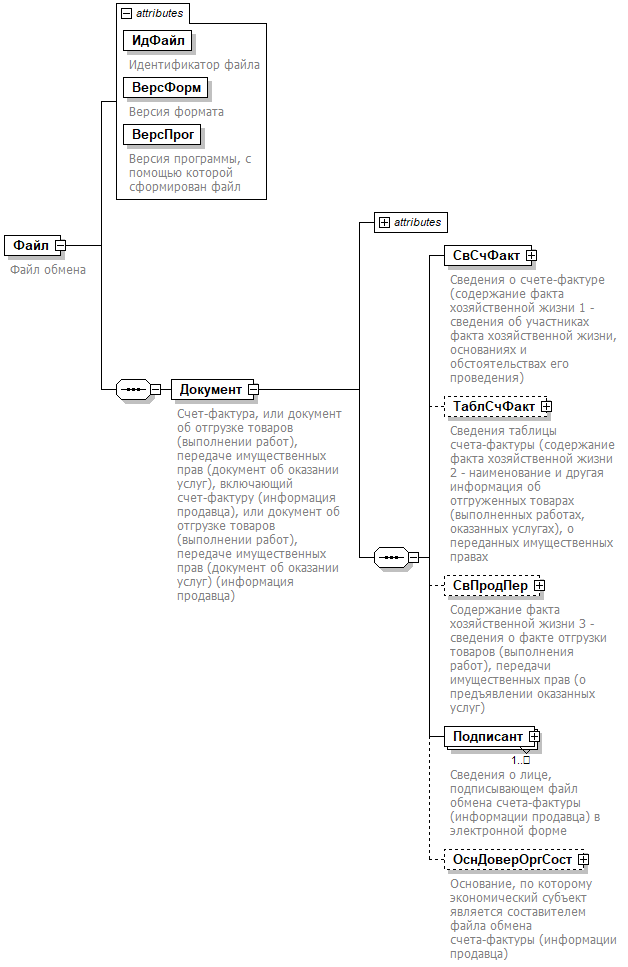 attributes
ИдФайл
Идентификатор файла
ВерсФорм
Версия формата
ВерсПрог
Версия программы, с
помощью которой
сформирован файл
Файл
Файл обмена
Документ
Счет-фактура, или документ
об отгрузке товаров
(выполнении работ),
передаче имущественных
прав (документ об оказании
услуг), включающий
счет-фактуру (информация
продавца), или документ об
отгрузке товаров
(выполнении работ),
передаче имущественных
прав (документ об оказании
услуг) (информация
продавца)
attributes
СвСчФакт
Сведения о счете-фактуре
(содержание факта
хозяйственной жизни 1 -
сведения об участниках
факта хозяйственной жизни,
основаниях и
обстоятельствах его
проведения)
ТаблСчФакт
Сведения таблицы
счета-фактуры (содержание
факта хозяйственной жизни
2 - наименование и другая
информация об
отгруженных товарах
(выполненных работах,
оказанных услугах), о
переданных имущественных
правах
СвПродПер
Содержание факта
хозяйственной жизни 3 -
сведения о факте отгрузки
товаров (выполнения
работ), передачи
имущественных прав (о
предъявлении оказанных
услуг)
Подписант
1..
Сведения о лице,
подписывающем файл
обмена счета-фактуры
(информации продавца) в
электронной форме
ОснДоверОргСост
Основание, по которому
экономический субъект
является составителем
файла обмена
счета-фактуры (информации
продавца)